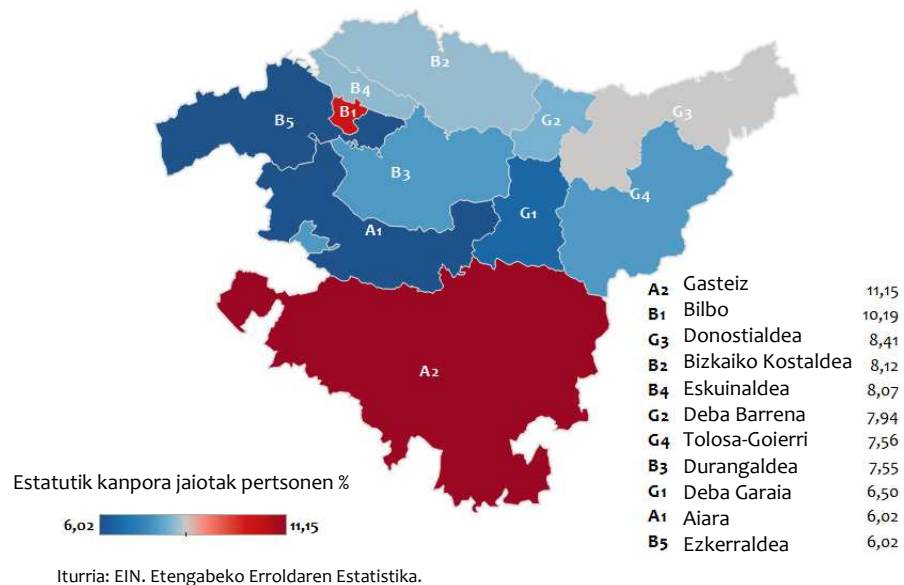 B2
B4
B1
B5
G2
G3
B3
G4
G1
A1
A2
A2 Gasteiz 11,15
B1 Bilbo 10,19
G3 Donostialdea 8,41
B2 Bizkaiko Kostaldea 8,12
B4 Eskuinaldea 8,07
G2 Deba Barrena 7,94
G4 Tolosa-Goierri 7,56
B3 Durangaldea 7,55
G1 Deba Garaia 6,50
A1 Aiara 6,02
B5 Ezkerraldea 6,02
Estatutik kanpora jaiotak pertsonen %
6,02 11,15
Iturria: EIN. Etengabeko Erroldaren Estatistika.